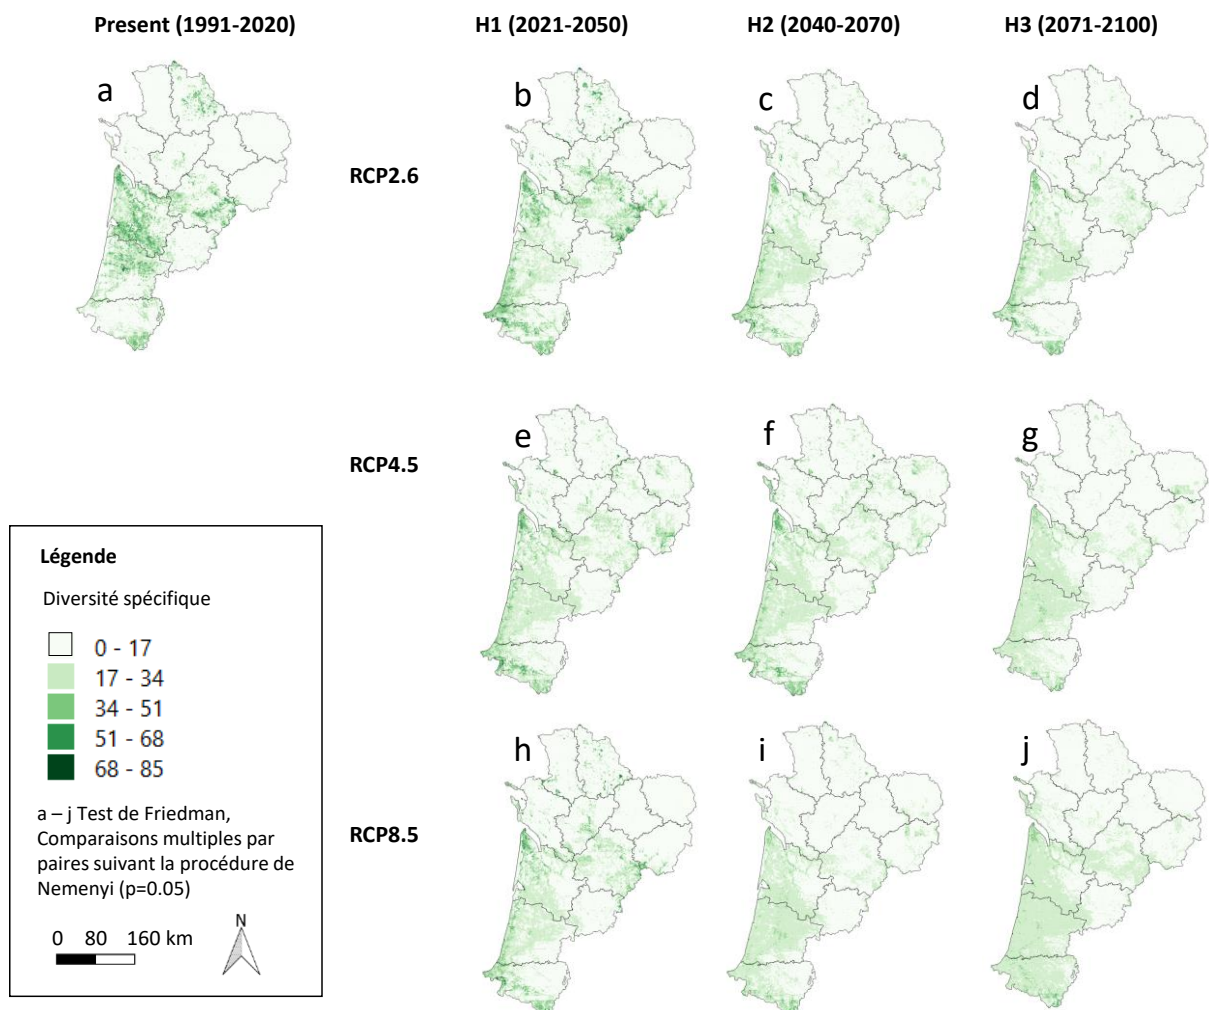 Present (1991-2020)
H1 (2021-2050)
H2 (2040-2070)
H3 (2071-2100)
a
b
c
d
RCP2.6
e
f
g
RCP4.5
h
i
j
RCP8.5
Légende
Diversité spécifique
0 - 17
17 - 34
34 - 51
51 - 68
68 - 85
a – j Test de Friedman,
Comparaisons multiples par
paires suivant la procédure de
Nemenyi (p=0.05)
N
0 80 160 km